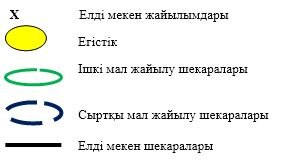 X Елді мекен жайылымдары
Егістік
Ішкі мал жайылу шекаралары
Сыртқы мал жайылу шекаралары
Елді мекен шекаралары